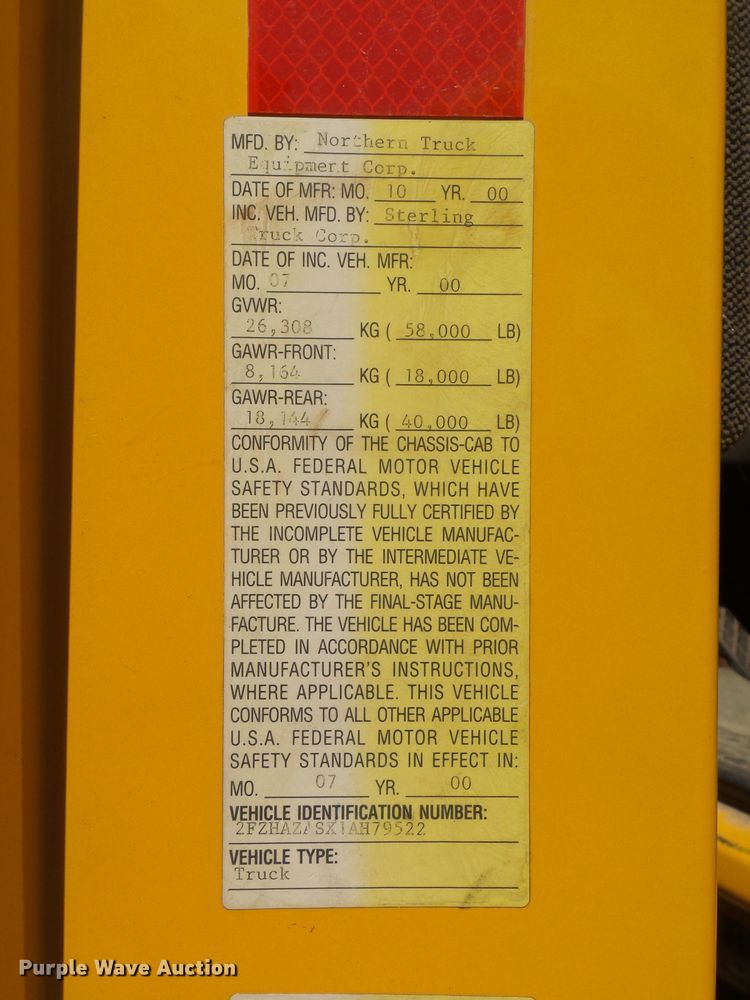 MFD. BY: Northern Truck
Equipment Corp.
DATE OF MFR: MO. 10 YR. 00
INC. VEH. MFD. BY: Sterling
Truck Corp.
DATE OF INC. VEH. MFR:
MO. 07 YR. 00
GVWR:
26,308 KG ( 58,000 LB)
GAWR-FRONT:
8,164 KG ( 18,000 LB)
GAWR-REAR:
18,144 KG ( 40,000 LB)
CONFORMITY OF THE CHASSIS-CAB TO
U.S.A. FEDERAL MOTOR VEHICLE
SAFETY STANDARDS, WHICH HAVE
BEEN PREVIOUSLY FULLY CERTIFIED BY
THE INCOMPLETE VEHICLE MANUFAC-
TURER OR BY THE INTERMEDIATE VE-
HICLE MANUFACTURER, HAS NOT BEEN
AFFECTED BY THE FINAL-STAGE MANU-
FACTURE. THE VEHICLE HAS BEEN COM-
PLETED IN ACCORDANCE WITH PRIOR
MANUFACTURER'S INSTRUCTIONS,
WHERE APPLICABLE. THIS VEHICLE
CONFORMS TO ALL OTHER APPLICABLE
U.S.A. FEDERAL MOTOR VEHICLE
SAFETY STANDARDS IN EFFECT IN:
MO. 07 YR. 00
VEHICLE IDENTIFICATION NUMBER:
2FZHAZASX1AH79522
VEHICLE TYPE:
Truck
Purple Wave Auction